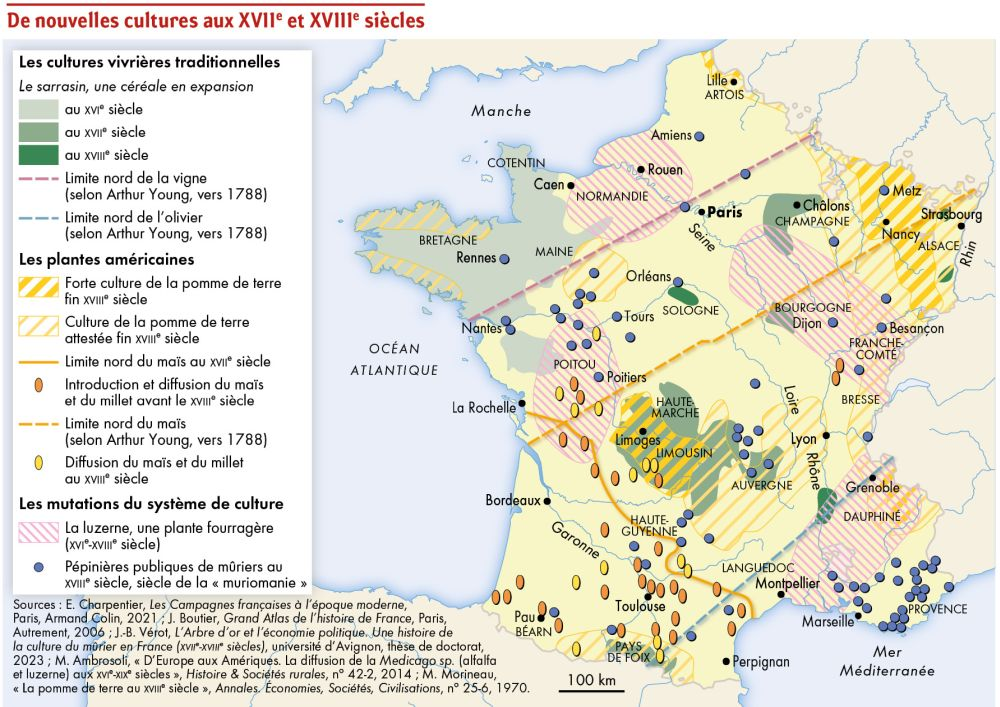 De nouvelles cultures aux XVIIe et XVIIIe siècles
Les cultures vivrières traditionnelles
Le sarrasin, une céréale en expansion
au XVIe siècle
au XVIIe siècle
au XVIIIe siècle
Limite nord de la vigne
(selon Arthur Young, vers 1788)
Limite nord de l'olivier
(selon Arthur Young, vers 1788)
Les plantes américaines
Forte culture de la pomme de terre
fin XVIIIe siècle
Culture de la pomme de terre
attestée fin XVIIIe siècle
Limite nord du maïs au XVIIe siècle
Introduction et diffusion du maïs
et du millet avant le XVIIIe siècle
Limite nord du maïs
(selon Arthur Young, vers 1788)
Diffusion du maïs et du millet
au XVIIIe siècle
Les mutations du système de culture
La luzerne, une plante fourragère
(XVIe-XVIIIe siècle)
Pépinières publiques de mûriers au
XVIIIe siècle, siècle de la « muriomanie »
Sources : E. Charpentier, Les Campagnes françaises à l'époque moderne,
Paris, Armand Colin, 2021 ; J. Boutier, Grand Atlas de l'histoire de France, Paris,
Autrement, 2006 ; J.-B. Vérot, L'Arbre d'or et l'économie politique. Une histoire de
la culture du mûrier en France (XVIIe-XVIIIe siècles), université d'Avignon, thèse de doctorat,
2023 ; M. Ambrosoli, « D'Europe aux Amériques. La diffusion de la Medicago sp. (alfalfa
et luzerne) aux XVIe-XIXe siècles », Histoire & Sociétés rurales, n° 42-2, 2014 ; M. Morineau,
« La pomme de terre au XVIIIe siècle », Annales. Économies, Sociétés, Civilisations, n° 25-6, 1970.
Manche
Lille
ARTOIS
Amiens
COTENTIN
Rouen
Caen
NORMANDIE
Metz
Châlons
Strasbourg
Paris
CHAMPAGNE
Nancy
Seine
ALSACE
Rhin
BRETAGNE
MAINE
Rennes
Orléans
SOLOGNE
BOURGOGNE
Tours
Dijon
Nantes
Besançon
FRANCHE-
COMTÉ
OCÉAN
ATLANTIQUE
POITOU
Poitiers
BRESSE
HAUTE-
MARCHE
Loire
La Rochelle
Limoges
LIMOUSIN
Lyon
Rhône
AUVERGNE
Grenoble
Bordeaux
DAUPHINÉ
HAUTE-
GUYENNE
Garonne
LANGUEDOC
Montpellier
Toulouse
PROVENCE
Marseille
Pau
BÉARN
PAYS
DE FOIX
Perpignan
Mer
Méditerranée
100 km